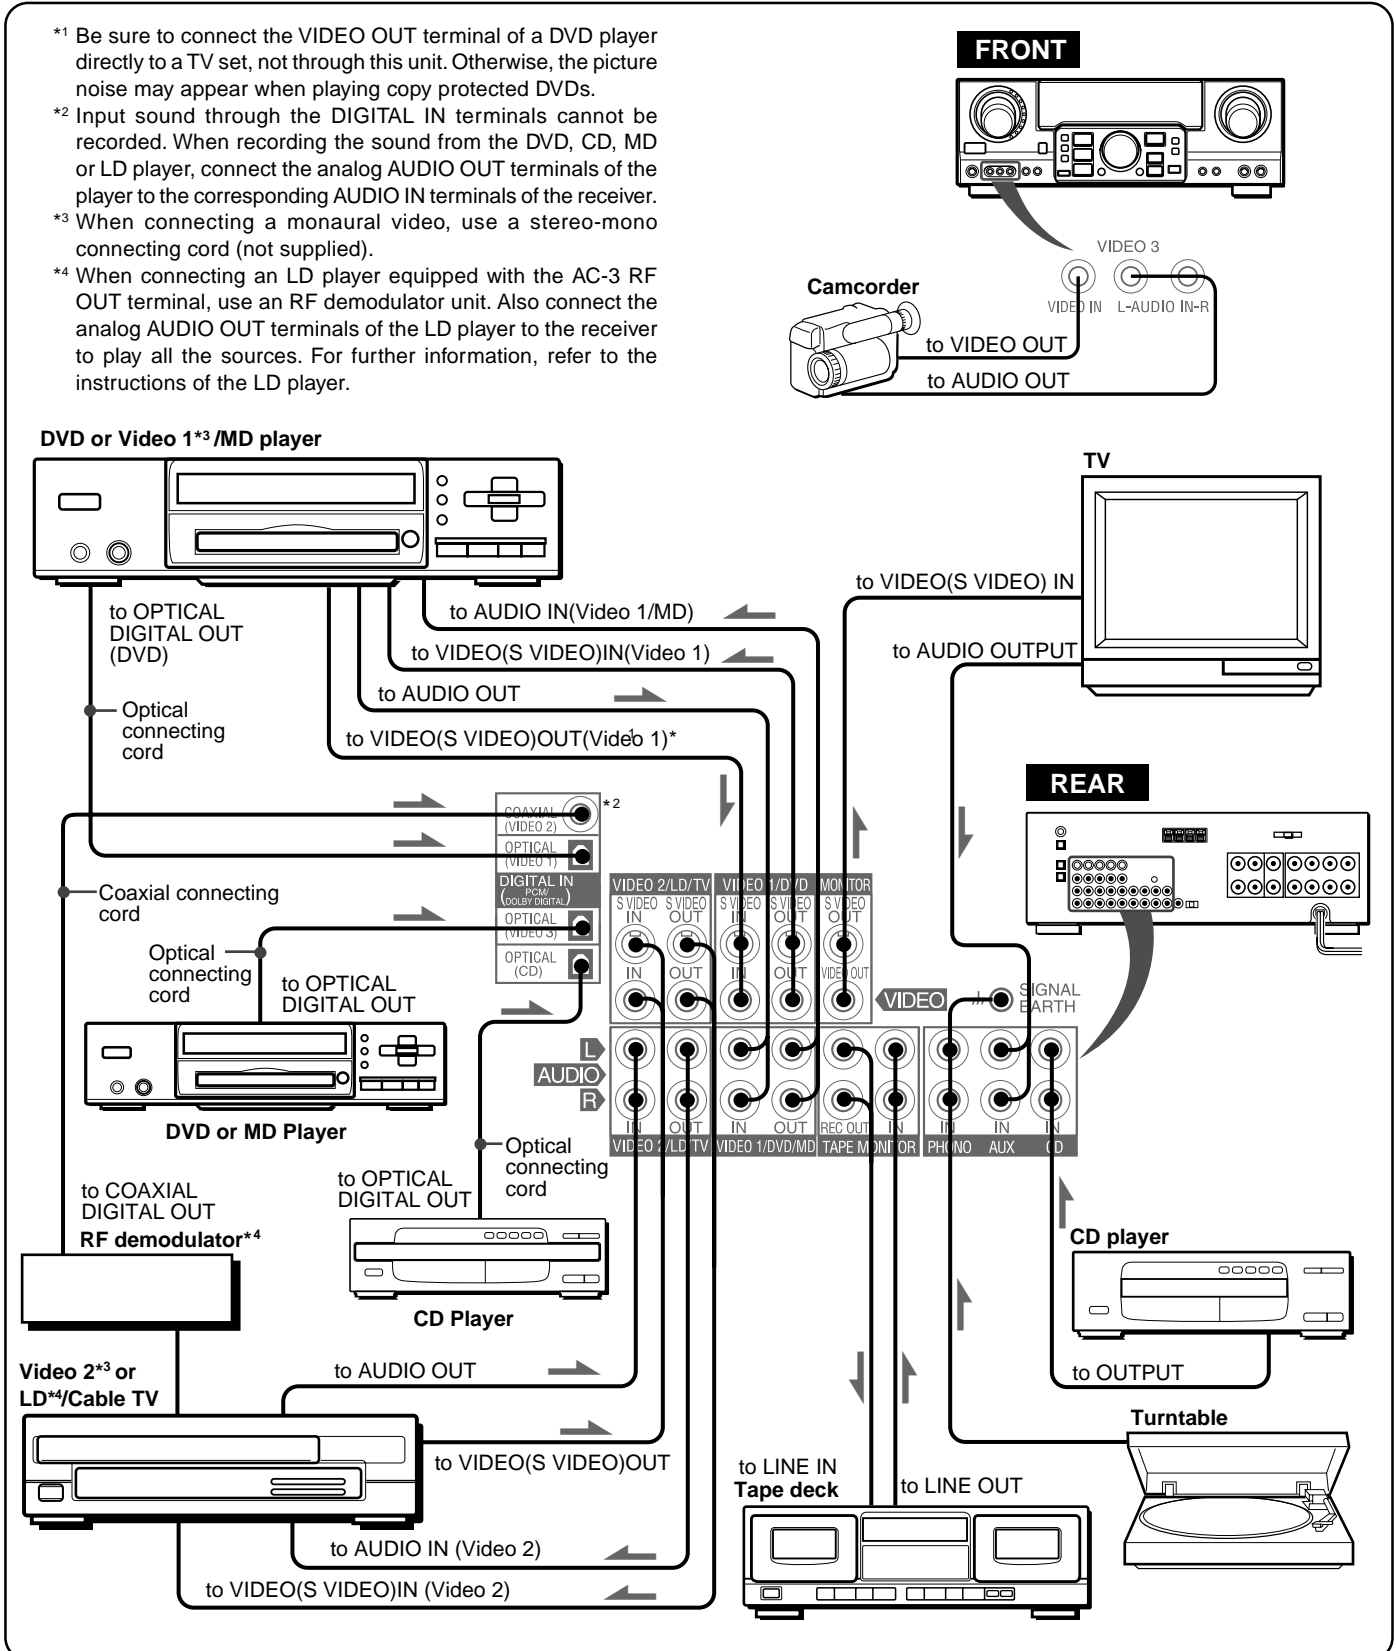 *1 Be sure to connect the VIDEO OUT terminal of a DVD player
directly to a TV set, not through this unit. Otherwise, the picture
noise may appear when playing copy protected DVDs.
*2 Input sound through the DIGITAL IN terminals cannot be
recorded. When recording the sound from the DVD, CD, MD
or LD player, connect the analog AUDIO OUT terminals of the
player to the corresponding AUDIO IN terminals of the receiver.
*3 When connecting a monaural video, use a stereo-mono
connecting cord (not supplied).
*4 When connecting an LD player equipped with the AC-3 RF
OUT terminal, use an RF demodulator unit. Also connect the
analog AUDIO OUT terminals of the LD player to the receiver
to play all the sources. For further information, refer to the
instructions of the LD player.
FRONT
VIDEO 3
VIDEO IN L-AUDIO IN-R
Camcorder
to VIDEO OUT
to AUDIO OUT
DVD or Video 1*3 /MD player
TV
to OPTICAL
DIGITAL OUT
(DVD)
to AUDIO IN(Video 1/MD)
to VIDEO(S VIDEO)IN(Video 1)
to AUDIO OUT
to VIDEO(S VIDEO)OUT(Video 1)*1
to VIDEO(S VIDEO) IN
to AUDIO OUTPUT
Optical
connecting
cord
REAR
COAXIAL
(VIDEO 2)
*2
OPTICAL
(VIDEO 1)
DIGITAL IN
(PCM/
DOLBY DIGITAL)
OPTICAL
(VIDEO 3)
OPTICAL
(CD)
Coaxial connecting
cord
Optical
connecting
cord
to OPTICAL
DIGITAL OUT
VIDEO 2/LD/TV VIDEO 1/DVD MONITOR
S VIDEO S VIDEO S VIDEO S VIDEO S VIDEO
IN OUT IN OUT OUT
IN OUT IN OUT VIDEO OUT
VIDEO
SIGNAL
EARTH
L
AUDIO
R
IN OUT IN OUT REC OUT IN IN IN IN
VIDEO 2/LD/TV VIDEO 1/DVD/MD TAPE MONITOR PHONO AUX CD
DVD or MD Player
Optical
connecting
cord
to OPTICAL
DIGITAL OUT
to COAXIAL
DIGITAL OUT
RF demodulator*4
CD Player
CD player
to OUTPUT
Video 2*3 or
LD*4/Cable TV
to AUDIO OUT
to VIDEO(S VIDEO)OUT
Turntable
to LINE IN
Tape deck
to LINE OUT
to AUDIO IN (Video 2)
to VIDEO(S VIDEO)IN (Video 2)